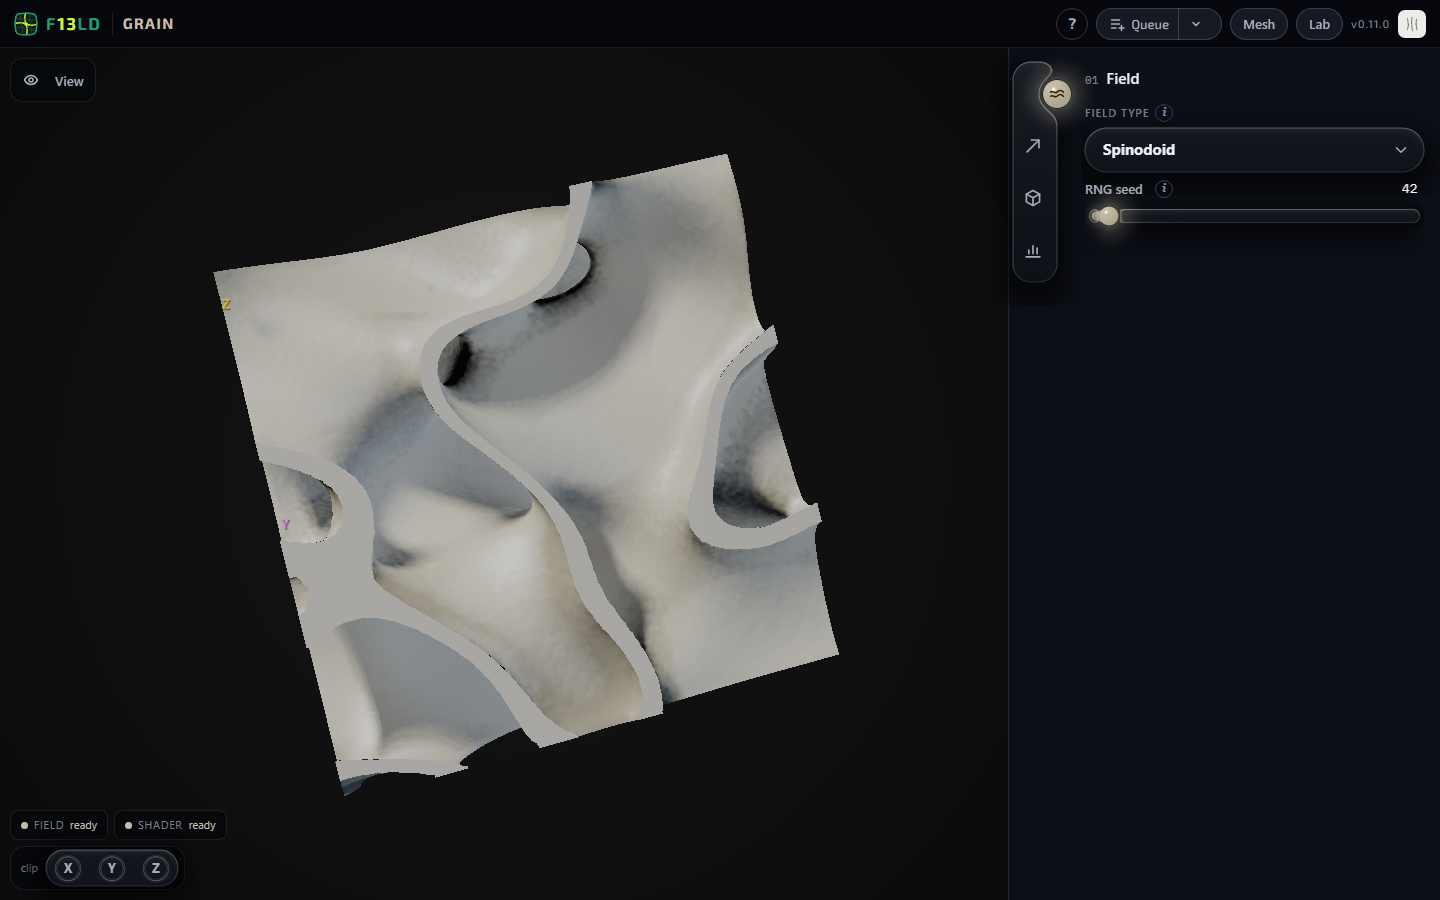 F13LD GRAIN
? Queue Mesh Lab v0.11.0
View
01 Field
FIELD TYPE i
Spinodoid
RNG seed i 42
Z
X
Y
FIELD ready SHADER ready
clip X Y Z